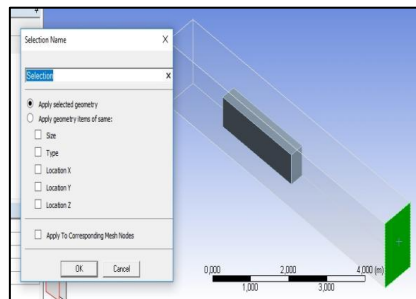 Selection Name
X
Selection
x
Apply selected geometry
Apply geometry items of same:
Size
Type
Location X
Location Y
Location Z
Apply To Corresponding Mesh Nodes
OK Cancel
0,000 2,000 4,000 (m)
1,000 3,000